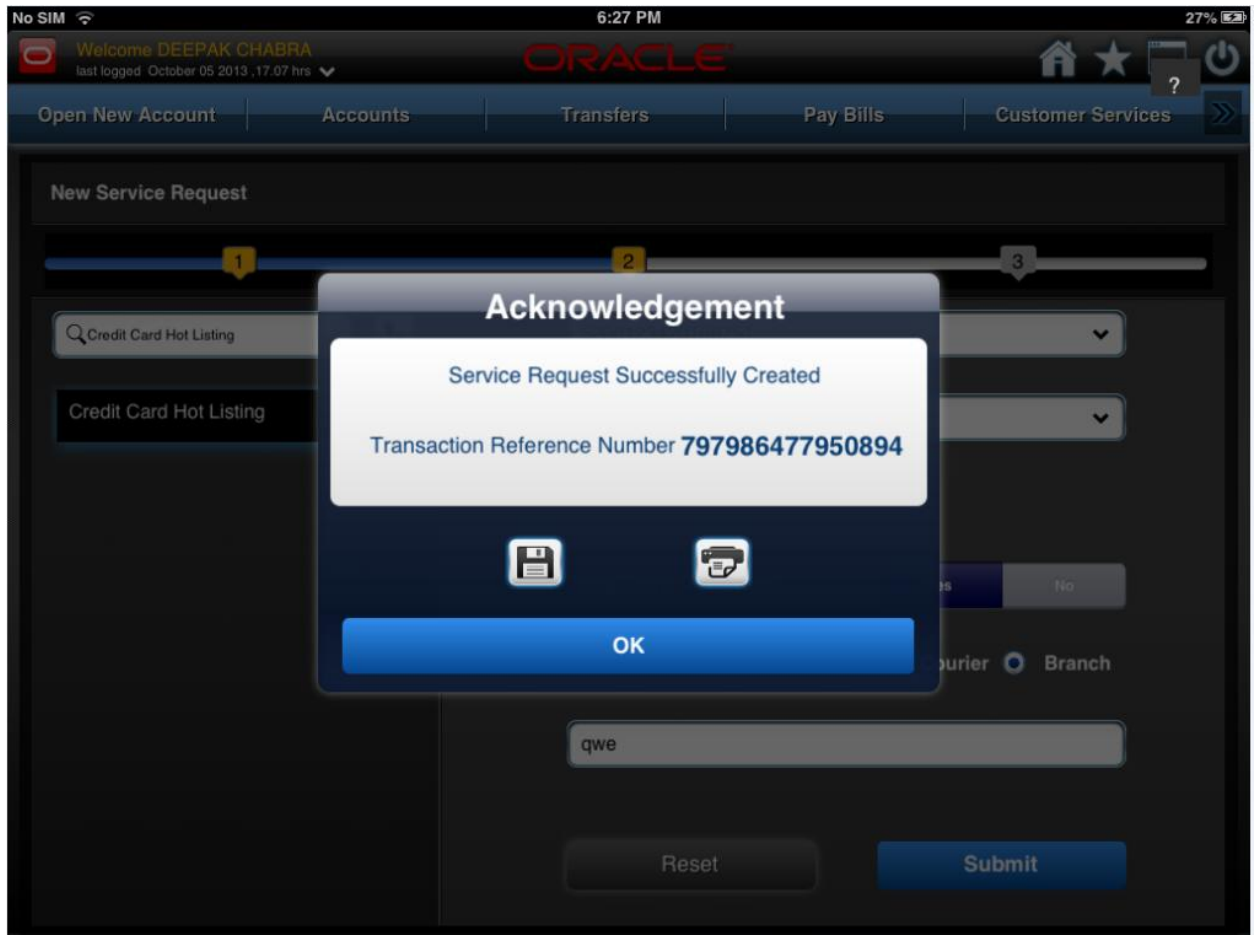 No SIM 6:27 PM 27%
Welcome DEEPAK CHABRA
last logged October 05 2013 ,17.07 hrs
ORACLE
?
Open New Account Accounts Transfers Pay Bills Customer Services
New Service Request
1 2 3
Acknowledgement
Credit Card Hot Listing
Service Request Successfully Created
Credit Card Hot Listing
Transaction Reference Number 797986477950894
No
OK
Branch
qwe
Reset Submit